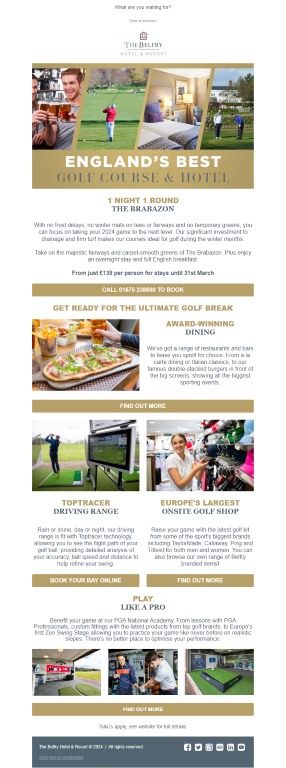 What are you waiting for?
View in browser
THE BELFRY
HOTEL & RESORT
ENGLAND'S BEST
GOLF COURSE & HOTEL
1 NIGHT 1 ROUND
THE BRABAZON
With no frost delays, no winter mats on tees or fairways and no temporary greens, you
can focus on taking your 2024 game to the next level. Our significant investment to
drainage and firm turf makes our courses ideal for golf during the winter months.
Take on the majestic fairways and carpet-smooth greens of The Brabazon. Plus enjoy
an overnight stay and full English breakfast.
From just £139 per person for stays until 31st March
CALL 01675 238600 TO BOOK
GET READY FOR THE ULTIMATE GOLF BREAK
AWARD-WINNING
DINING
We've got a range of restaurants and bars
to leave you spoilt for choice. From a la
carte dining or Italian classics, to our
famous double-stacked burgers in front of
the big screens, showing all the biggest
sporting events.
FIND OUT MORE
TOPTRACER
DRIVING RANGE
Rain or shine, day or night, our driving
range is fit with Toptracer technology,
allowing you to see the flight path of your
golf ball, providing detailed analysis of
your accuracy, ball speed and distance to
help refine your swing.
BOOK YOUR BAY ONLINE
EUROPE'S LARGEST
ONSITE GOLF SHOP
Raise your game with the latest golf kit
from some of the sport's biggest brands
including TaylorMade, Callaway, Ping and
Titleist for both men and women. You can
also browse our own range of Belfry
branded items!
FIND OUT MORE
PLAY
LIKE A PRO
Benefit your game at our PGA National Academy. From lessons with PGA
Professionals, custom fittings with the latest products from top golf brands, to Europe's
first Zen Swing Stage allowing you to practice your game like never before on realistic
slopes. There's no better place to optimise your performance.
FIND OUT MORE
Ts&Cs apply, see website for full details.
The Belfry Hotel & Resort © 2024 | All rights reserved
Click here to unsubscribe